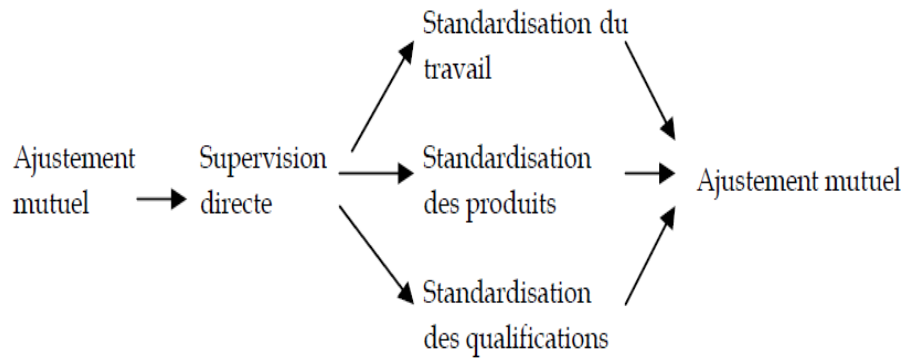 Ajustement
mutuel
Supervision
directe
Standardisation du
travail
Standardisation
des produits
Standardisation
des qualifications
Ajustement mutuel